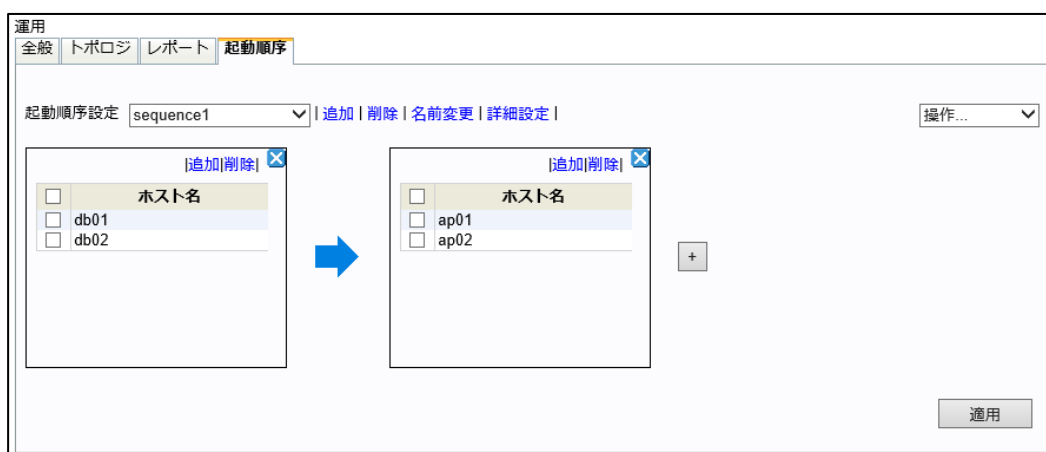 運用
全般 トポロジ レポート 起動順序
起動順序設定 sequence1 | 追加 | 削除 | 名前変更 | 詳細設定 | 操作...
|追加|削除|
ホスト名
db01
db02
|追加|削除|
ホスト名
ap01
ap02
+
適用